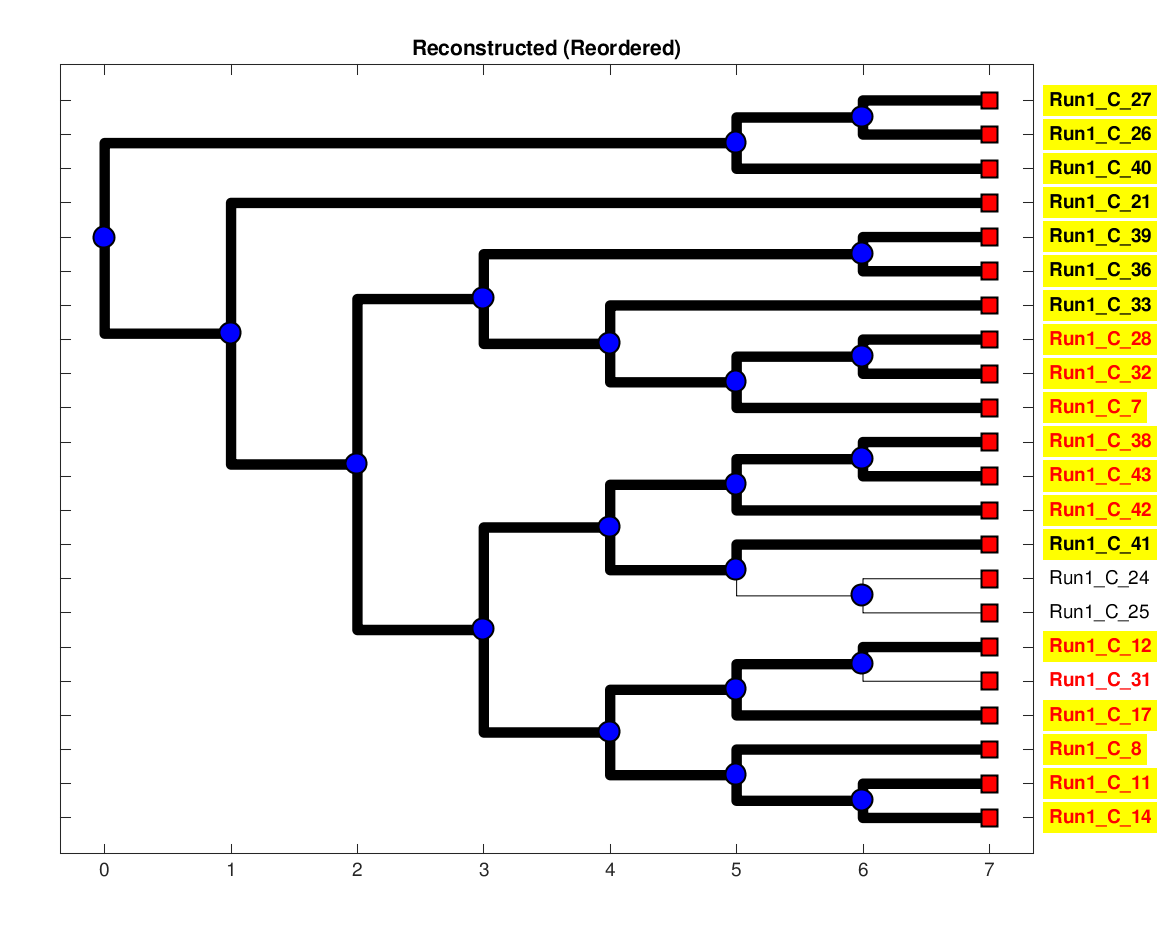 Reconstructed (Reordered)
Run1_C_27
Run1_C_26
Run1_C_40
Run1_C_21
Run1_C_39
Run1_C_36
Run1_C_33
Run1_C_28
Run1_C_32
Run1_C_7
Run1_C_38
Run1_C_43
Run1_C_42
Run1_C_41
Run1_C_24
Run1_C_25
Run1_C_12
Run1_C_31
Run1_C_17
Run1_C_8
Run1_C_11
Run1_C_14
0 1 2 3 4 5 6 7